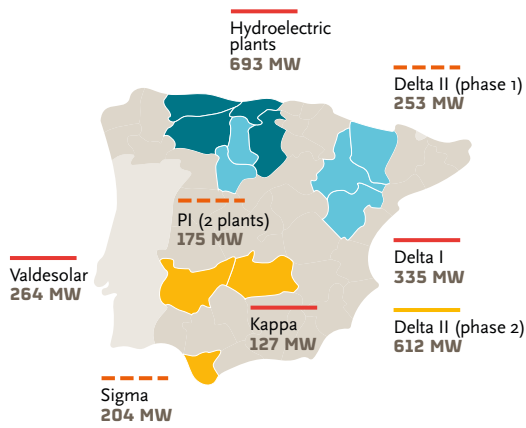 Hydroelectric
plants
693 MW
Delta II (phase 1)
253 MW
PI (2 plants)
175 MW
Valdesolar
264 MW
Delta I
335 MW
Kappa
127 MW
Delta II (phase 2)
612 MW
Sigma
204 MW